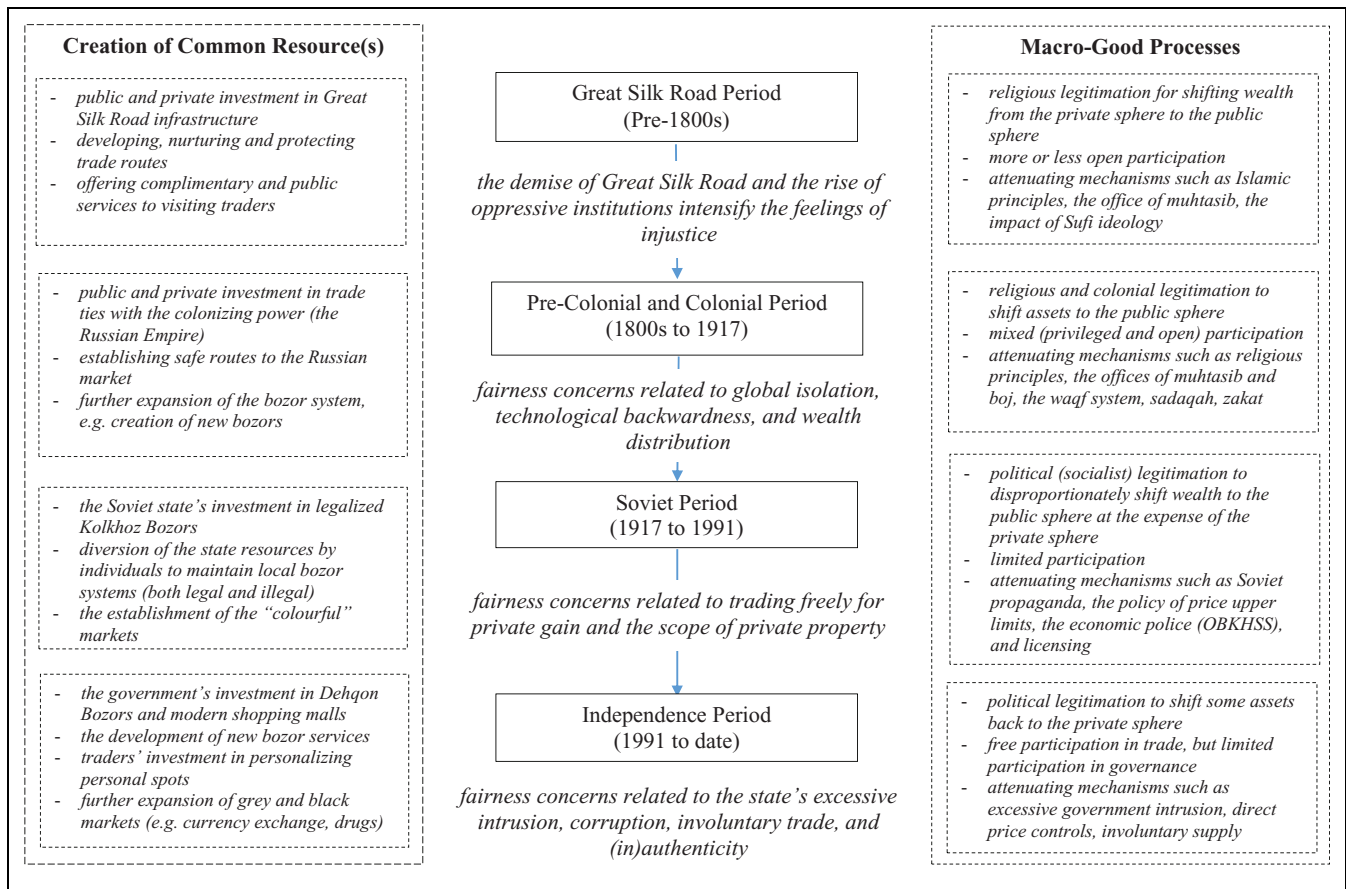 Creation of Common Resource(s)
- public and private investment in Great
Silk Road infrastructure
- developing, nurturing and protecting
trade routes
- offering complimentary and public
services to visiting traders
- public and private investment in trade
ties with the colonizing power (the
Russian Empire)
- establishing safe routes to the Russian
market
- further expansion of the bozor system,
e.g. creation of new bozors
- the Soviet state’s investment in legalized
Kolkhoz Bozors
- diversion of the state resources by
individuals to maintain local bozor
systems (both legal and illegal)
- the establishment of the “colourful”
markets
- the government’s investment in Dehqon
Bozors and modern shopping malls
- the development of new bozor services
- traders’ investment in personalizing
personal spots
- further expansion of grey and black
markets (e.g. currency exchange, drugs)
Great Silk Road Period
(Pre-1800s)
the demise of Great Silk Road and the rise of
oppressive institutions intensify the feelings of
injustice
Pre-Colonial and Colonial Period
(1800s to 1917)
fairness concerns related to global isolation,
technological backwardness, and wealth
distribution
Soviet Period
(1917 to 1991)
fairness concerns related to trading freely for
private gain and the scope of private property
Independence Period
(1991 to date)
fairness concerns related to the state’s excessive
intrusion, corruption, involuntary trade, and
(in)authenticity
Macro-Good Processes
- religious legitimation for shifting wealth
from the private sphere to the public
sphere
- more or less open participation
- attenuating mechanisms such as Islamic
principles, the office of muhtasib, the
impact of Sufi ideology
- religious and colonial legitimation to
shift assets to the public sphere
- mixed (privileged and open) participation
- attenuating mechanisms such as religious
principles, the offices of muhtasib and
boj, the waqf system, sadaqah, zakat
- political (socialist) legitimation to
disproportionately shift wealth to the
public sphere at the expense of the
private sphere
- limited participation
- attenuating mechanisms such as Soviet
propaganda, the policy of price upper
limits, the economic police (OBKHSS),
and licensing
- political legitimation to shift some assets
back to the private sphere
- free participation in trade, but limited
participation in governance
- attenuating mechanisms such as
excessive government intrusion, direct
price controls, involuntary supply